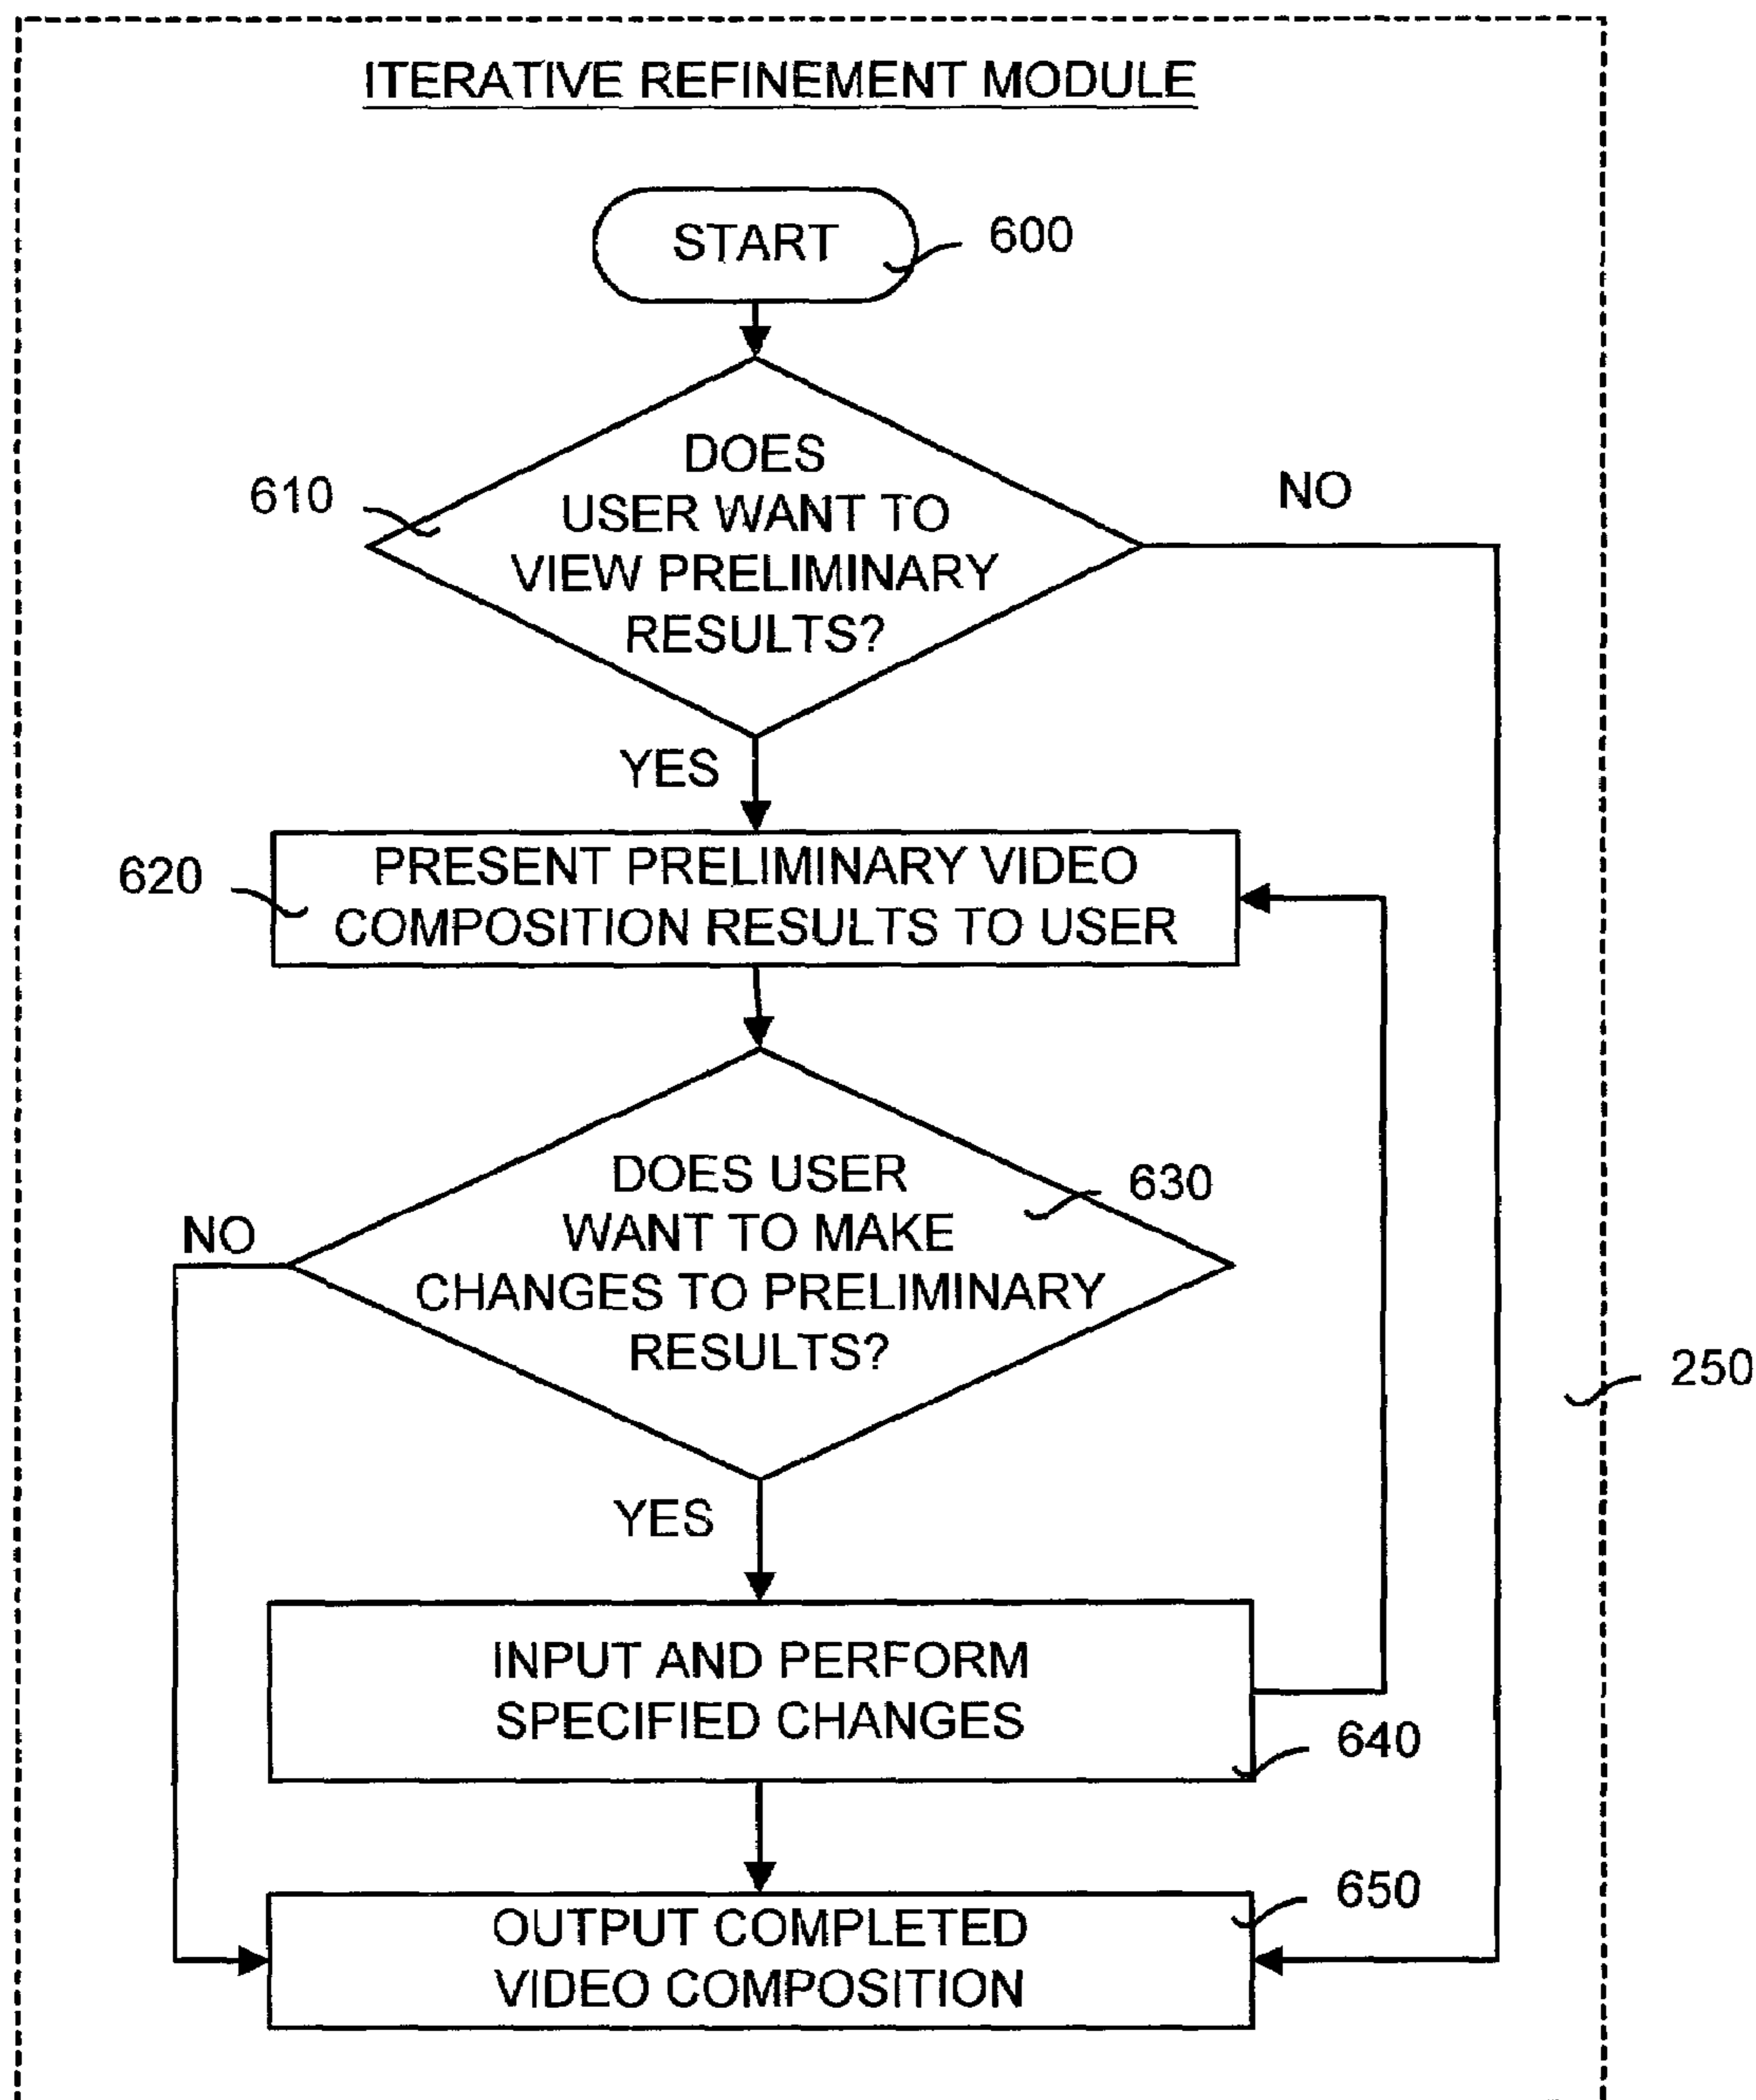 ITERATIVE REFINEMENT MODULE
START
600
DOES
USER WANT TO
VIEW PRELIMINARY
RESULTS?
610
NO
YES
PRESENT PRELIMINARY VIDEO
COMPOSITION RESULTS TO USER
620
DOES USER
WANT TO MAKE
CHANGES TO PRELIMINARY
RESULTS?
630
NO
250
YES
INPUT AND PERFORM
SPECIFIED CHANGES
640
650
OUTPUT COMPLETED
VIDEO COMPOSITION